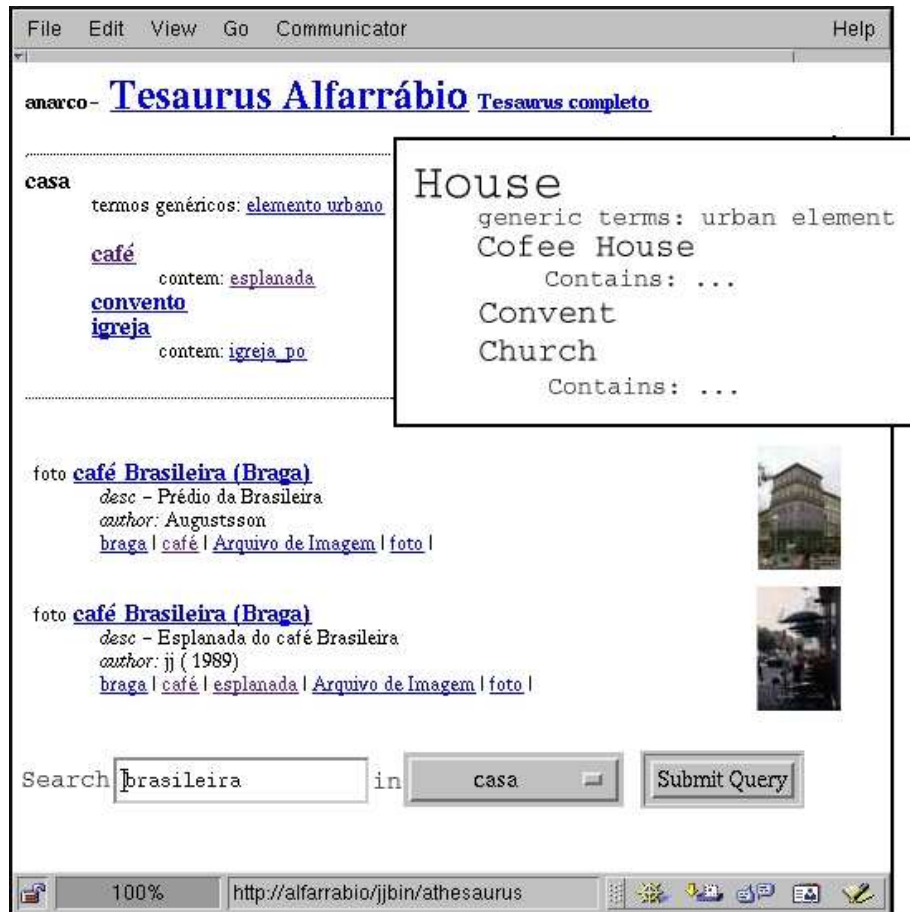 File Edit View Go Communicator Help
anarco- Tesaurus Alfarrábio Tesaurus completo
casa
termos genéricos: elemento urbano
café
contem: esplanada
convento
igreja
contem: igreja_po
House
generic terms: urban element
Cofee House
Contains: ...
Convent
Church
Contains: ...
foto café Brasileira (Braga)
desc – Prédio da Brasileira
author: Augustsson
braga | café | Arquivo de Imagem | foto |
foto café Brasileira (Braga)
desc – Esplanada do café Brasileira
author: jj ( 1989)
braga | café | esplanada | Arquivo de Imagem | foto |
Search brasileira in casa Submit Query
100% http://alfarrabio/jjbin/athesaurus